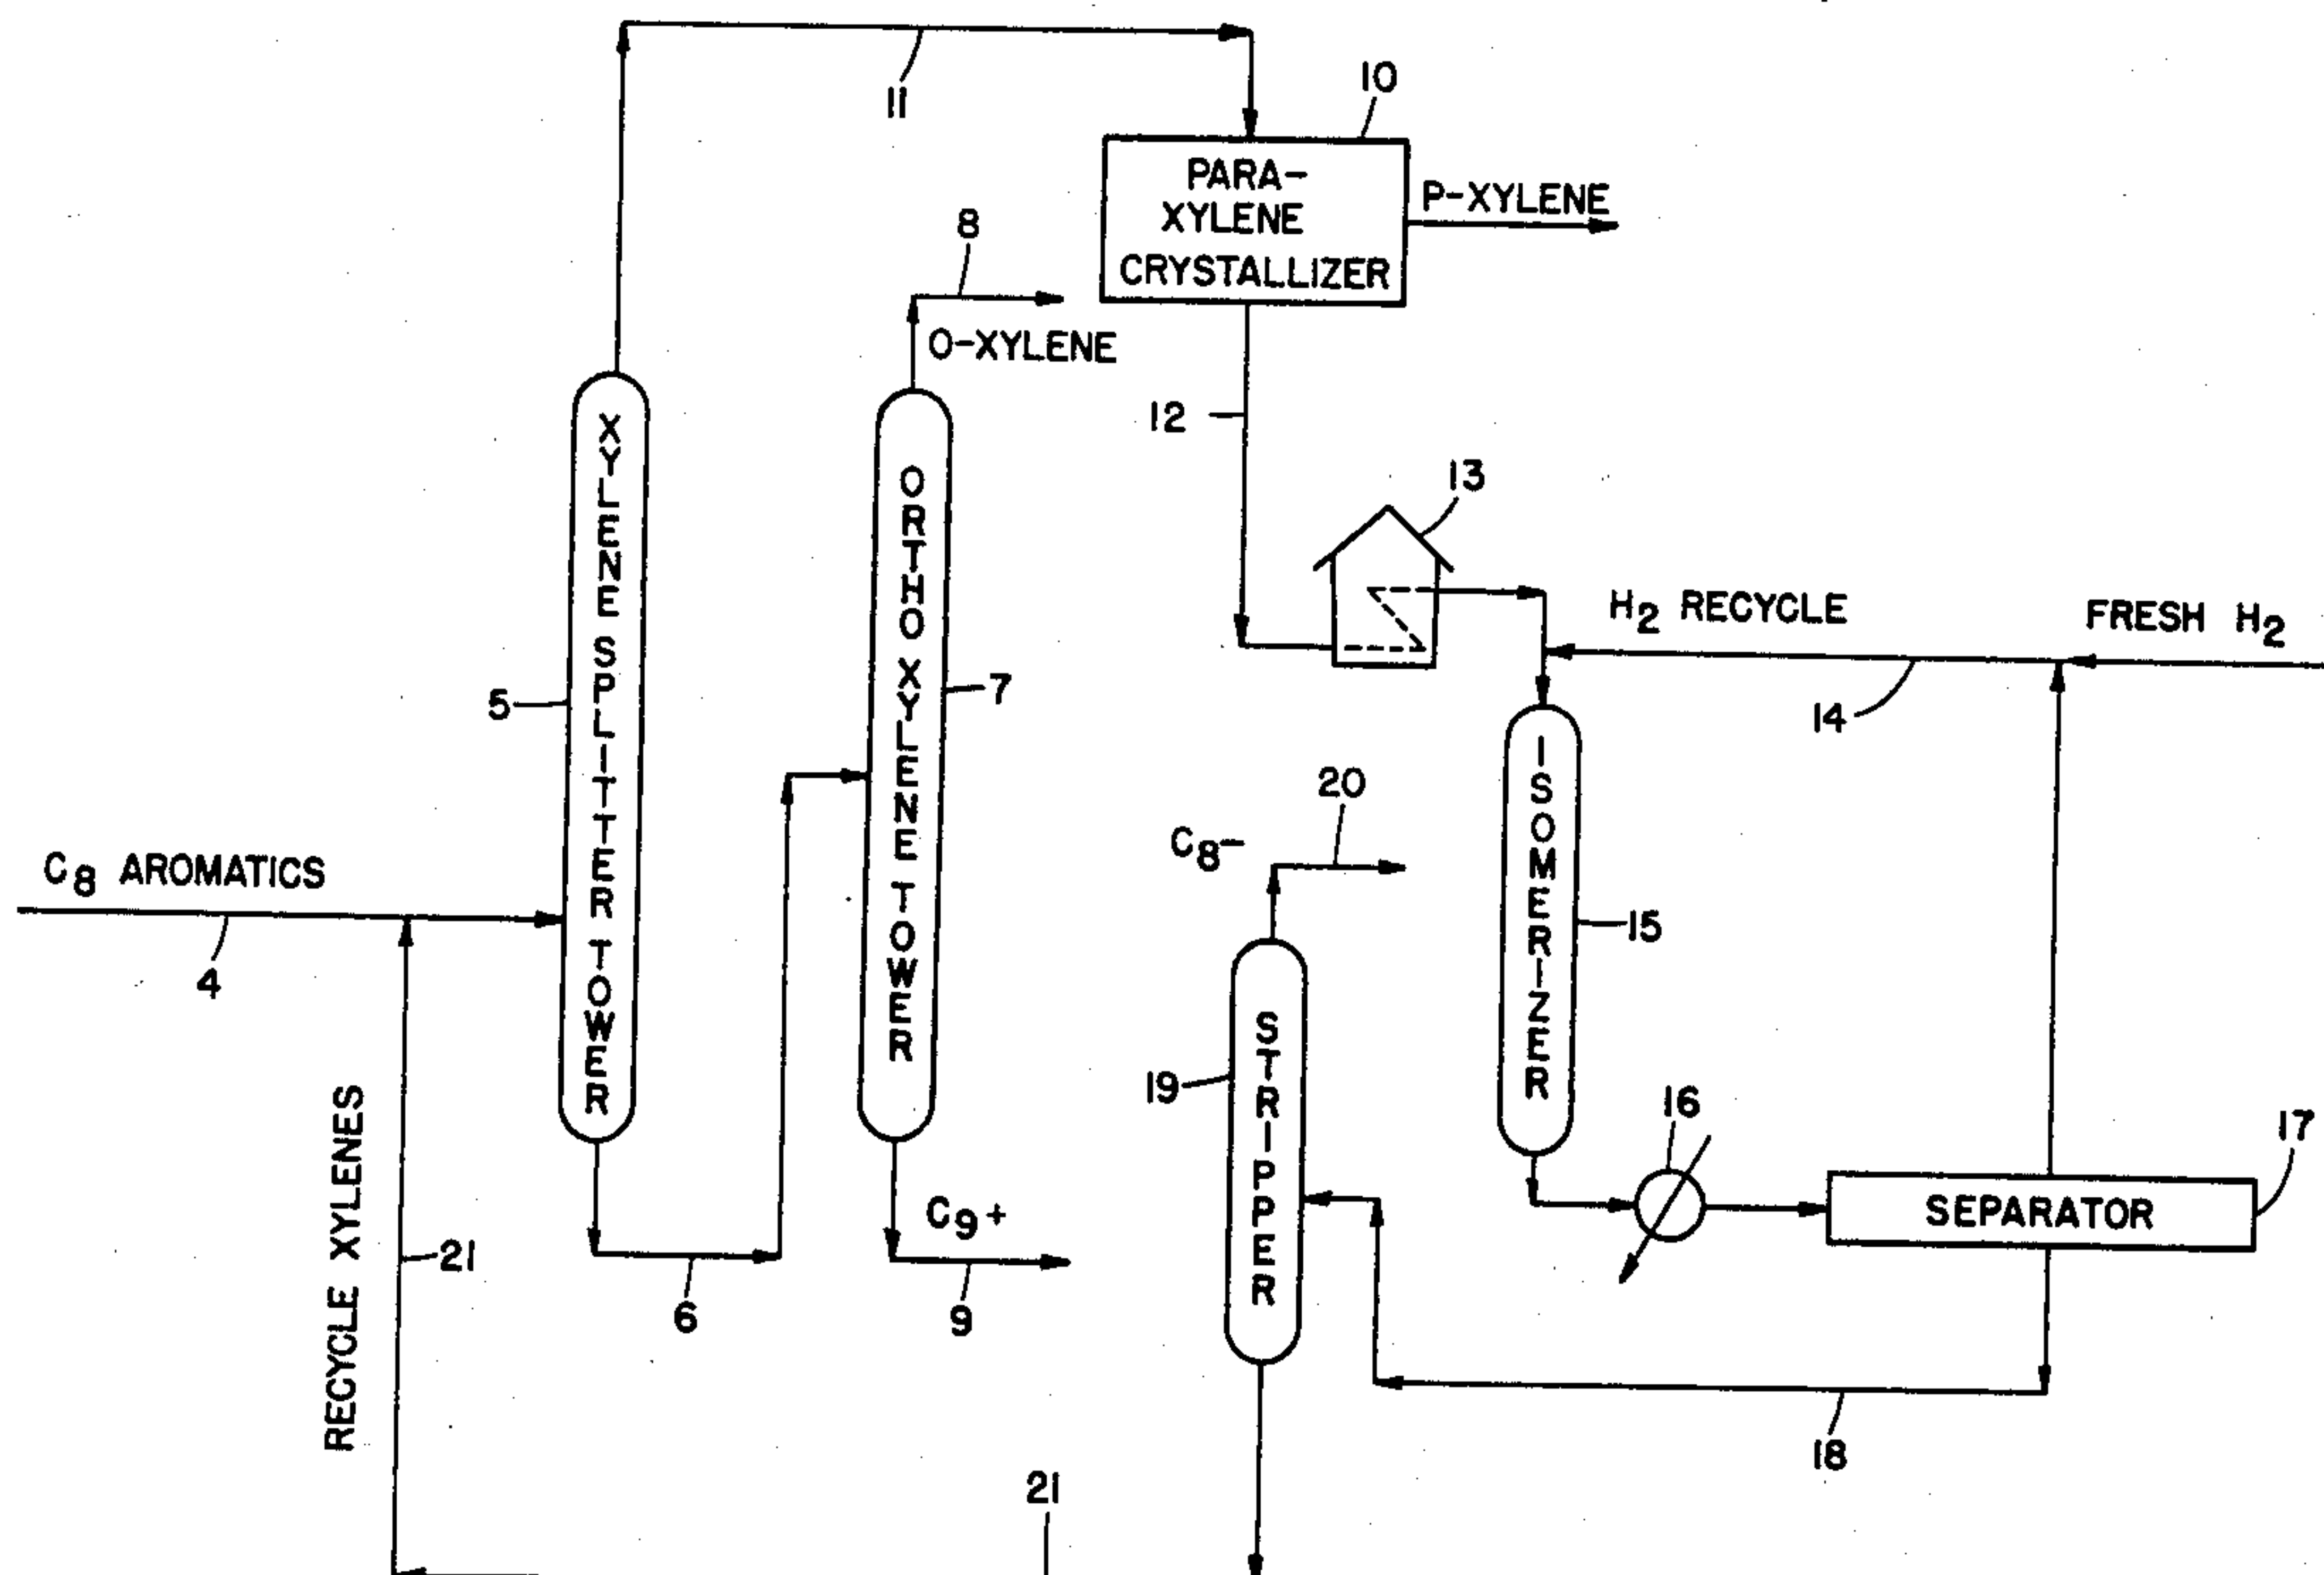 11
10
PARA-
XYLENE
CRYSTALLIZER
P-XYLENE
8
O-XYLENE
12
13
H2 RECYCLE
FRESH H2
14
XYLENE SPLITTER TOWER
5
ORTHO XYLENE TOWER
7
C8 AROMATICS
4
20
C8-
ISOMERIZER
15
STRIPPER
19
16
17
SEPARATOR
RECYCLE XYLENES
21
6
C9+
9
18
21